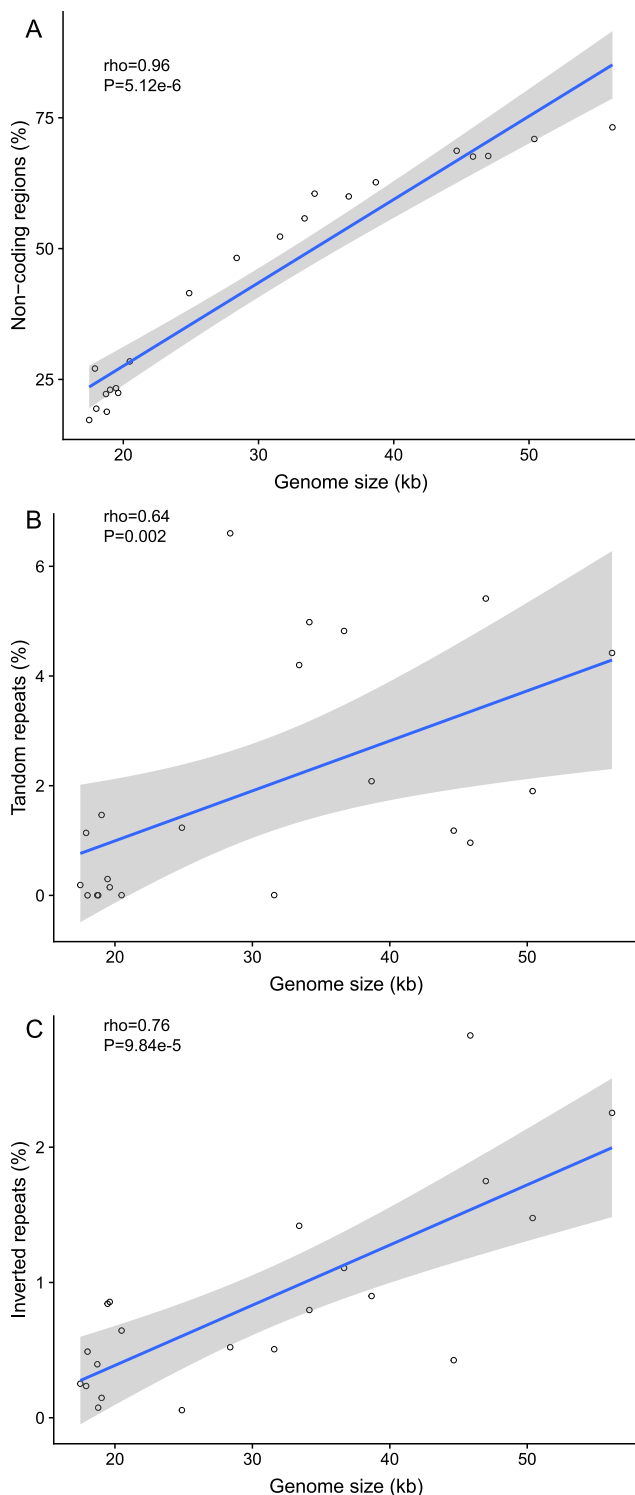 A
rho=0.96
P=5.12e-6
Non-coding regions (%)
75
50
25
20 30 40 50
Genome size (kb)
B
rho=0.64
P=0.002
Tandom repeats (%)
6
4
2
0
20 30 40 50
Genome size (kb)
C
rho=0.76
P=9.84e-5
Inverted repeats (%)
2
1
0
20 30 40 50
Genome size (kb)